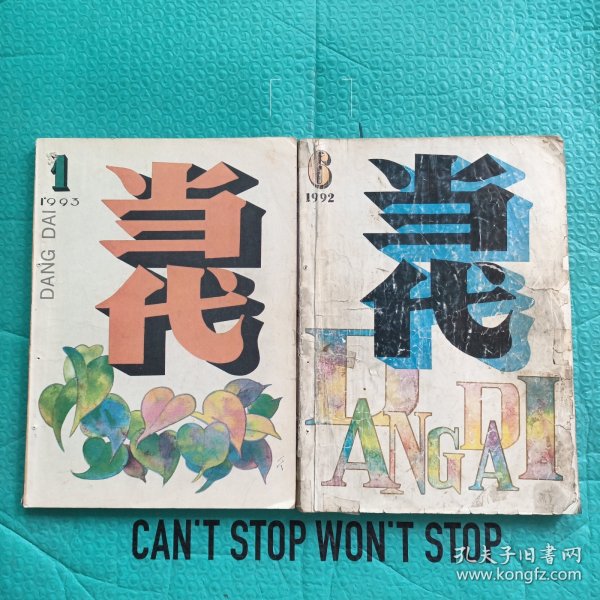 1
1993
DANG DAI
当代
6
1992
当代
DANGDAI
CAN'T STOP WON'T STOP
孔夫子旧书网
www.kongfz.com